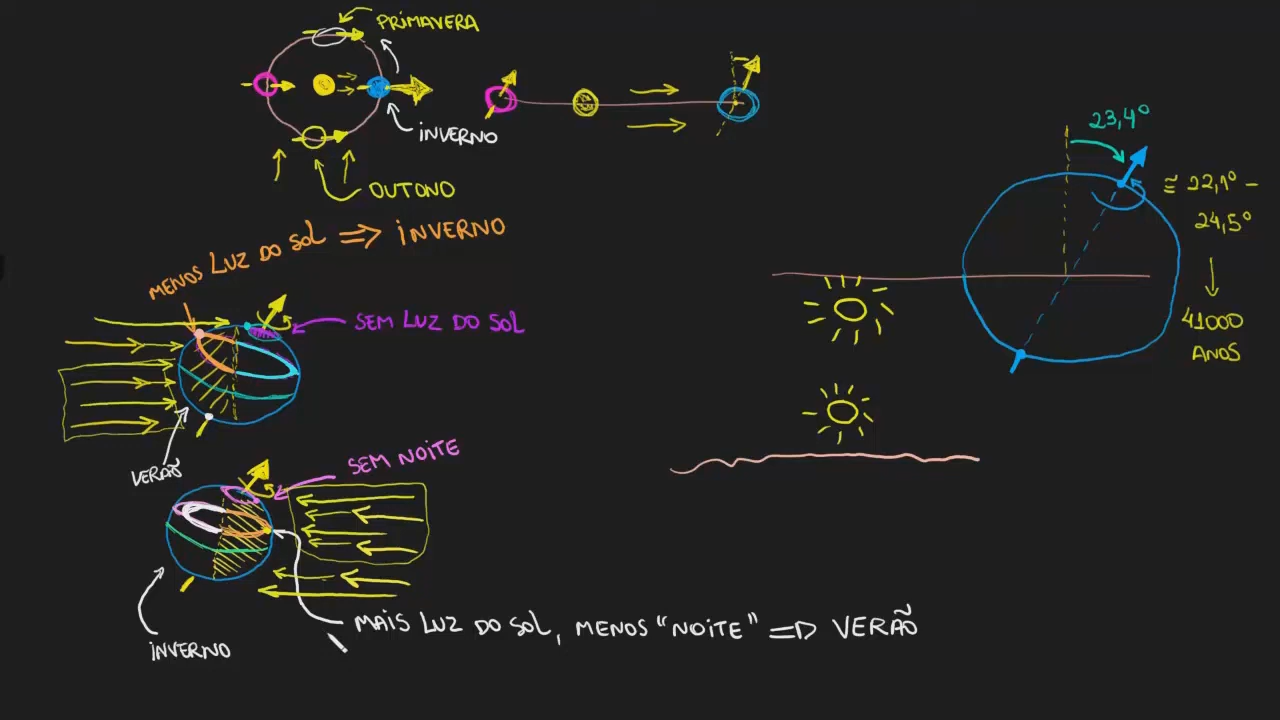 PRIMAVERA
INVERNO
OUTONO
MENOS LUZ DO SOL => INVERNO
SEM LUZ DO SOL
VERÃO
SEM NOITE
INVERNO
MAIS LUZ DO SOL, MENOS "NOITE" => VERÃO
23,4°
≅ 22,1° -
24,5°
41000
ANOS